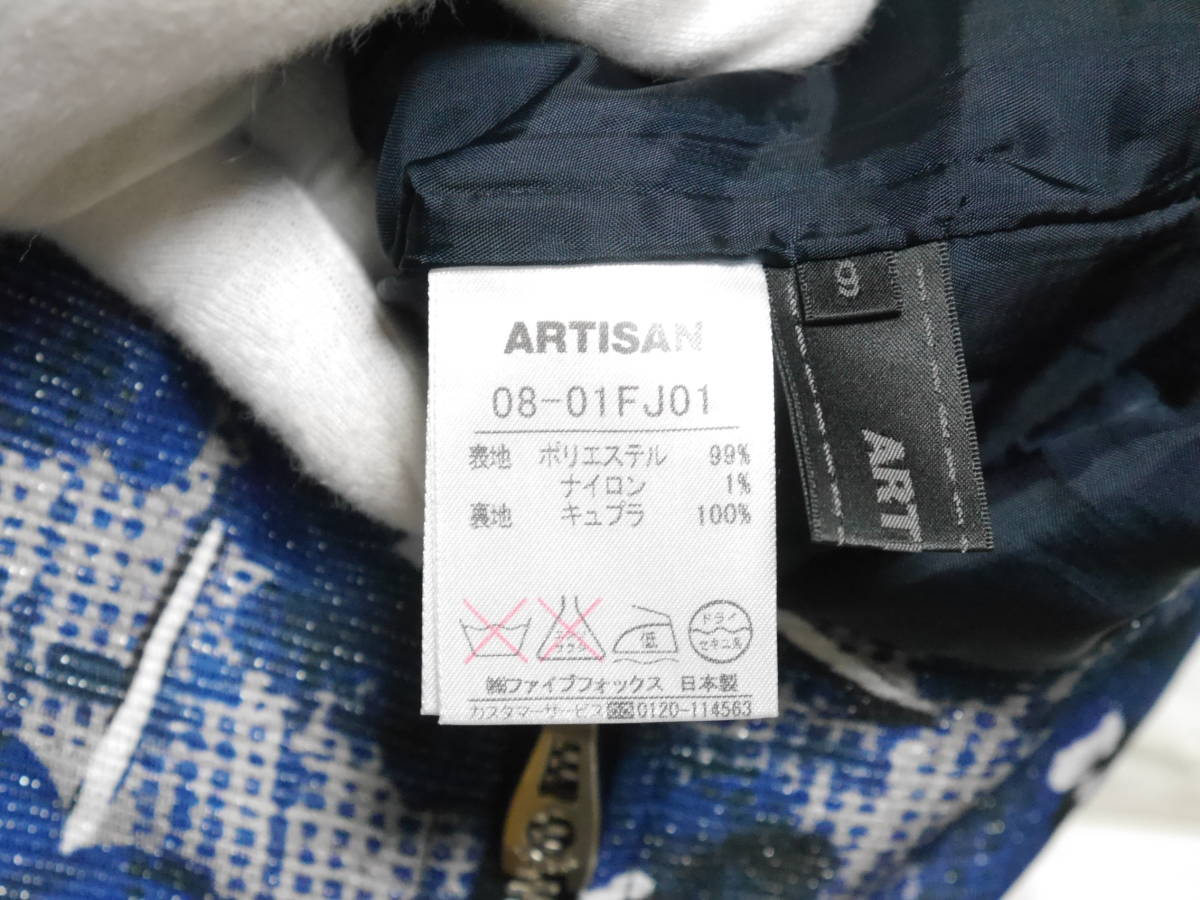 ARTISAN
08-01FJ01
表地 ポリエステル 99%
ナイロン 1%
裏地 キュプラ 100%
低
ドライ
セキユ系
㈱ファイブフォックス 日本製
カスタマーサービス 0120-114563
9
ART